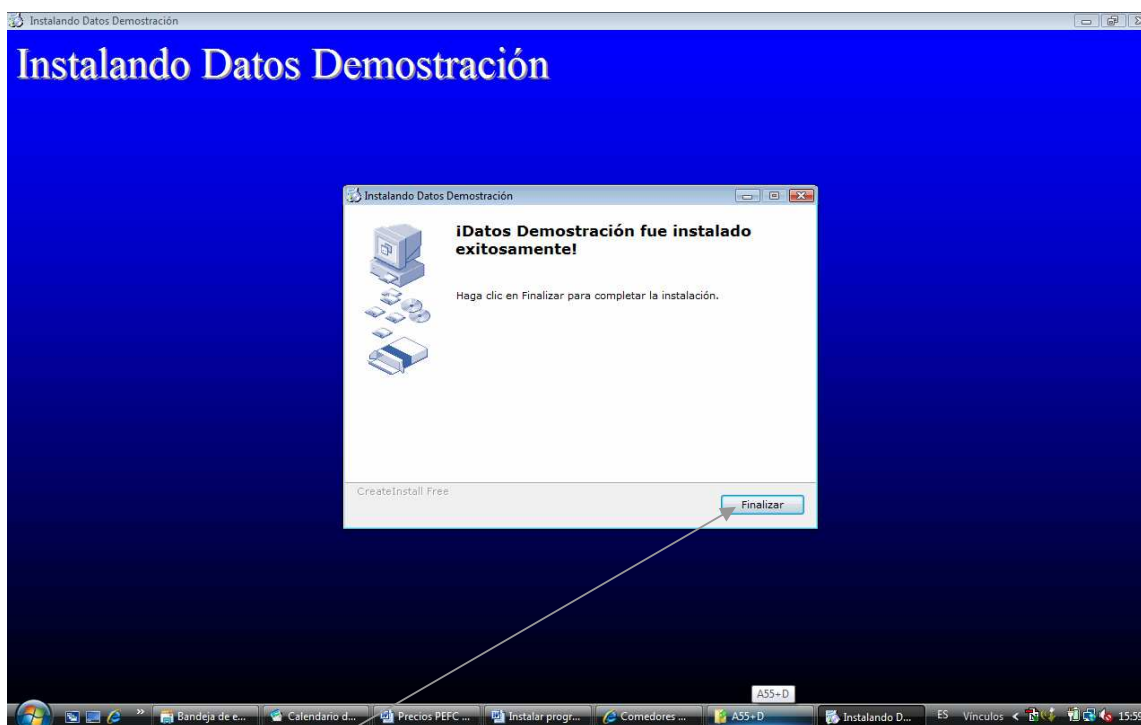 Instalando Datos Demostración
Instalando Datos Demostración
Instalando Datos Demostración
¡Datos Demostración fue instalado
exitosamente!
Haga clic en Finalizar para completar la instalación.
CreateInstall Free
Finalizar
A55+D
Bandeja de e...
Calendario d...
Precios PEFC ...
Instalar progr...
Comedores ...
A55+D
Instalando D...
ES
Vínculos